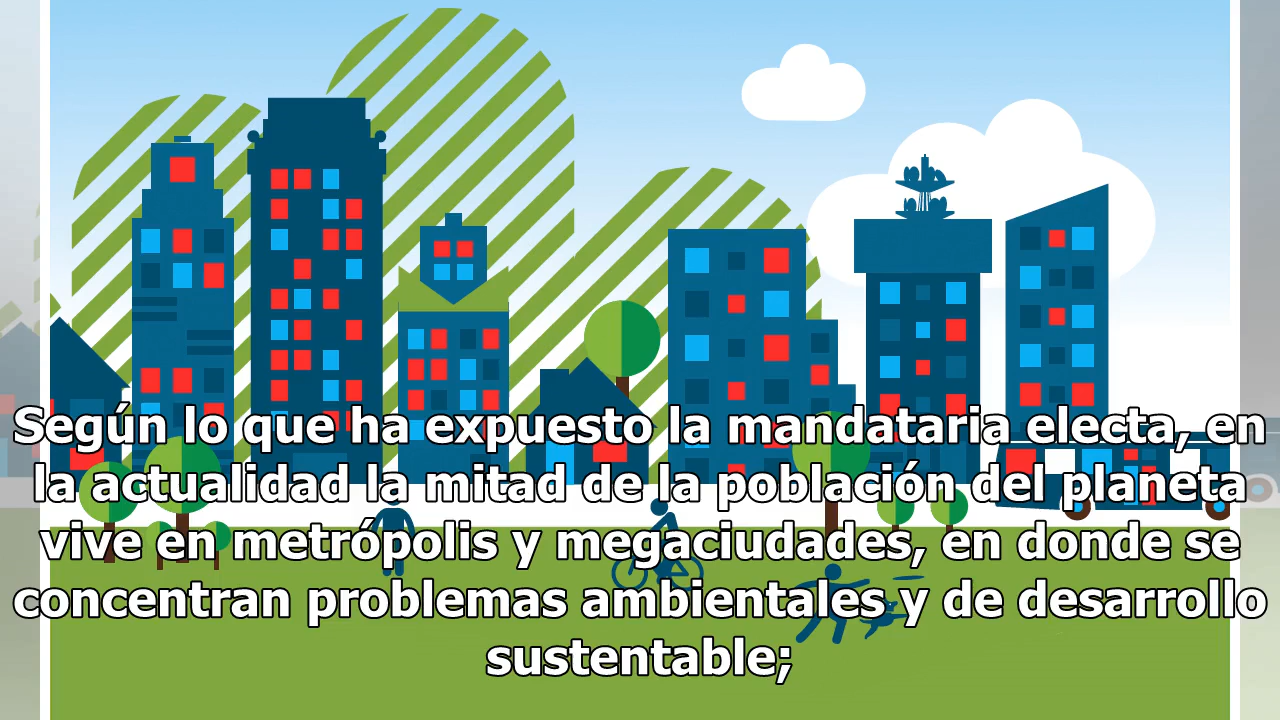 Según lo que ha expuesto la mandataria electa, en
la actualidad la mitad de la población del planeta
vive en metrópolis y megaciudades, en donde se
concentran problemas ambientales y de desarrollo
sustentable;